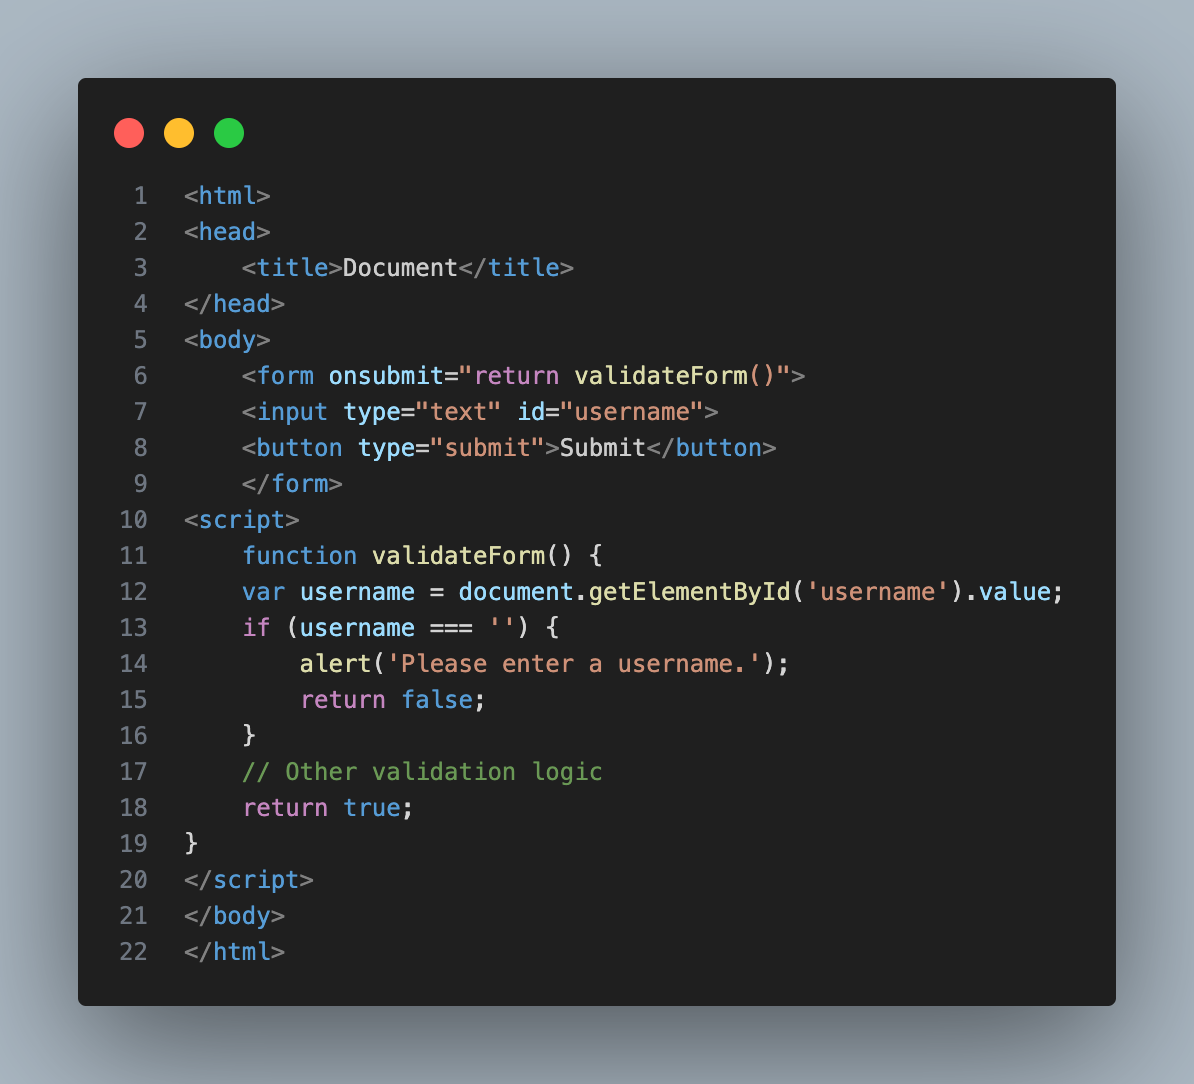 1 <html>
2 <head>
3     <title>Document</title>
4 </head>
5 <body>
6     <form onsubmit="return validateForm()">
7     <input type="text" id="username">
8     <button type="submit">Submit</button>
9     </form>
10 <script>
11     function validateForm() {
12     var username = document.getElementById('username').value;
13     if (username === '') {
14         alert('Please enter a username.');
15         return false;
16     }
17     // Other validation logic
18     return true;
19 }
20 </script>
21 </body>
22 </html>